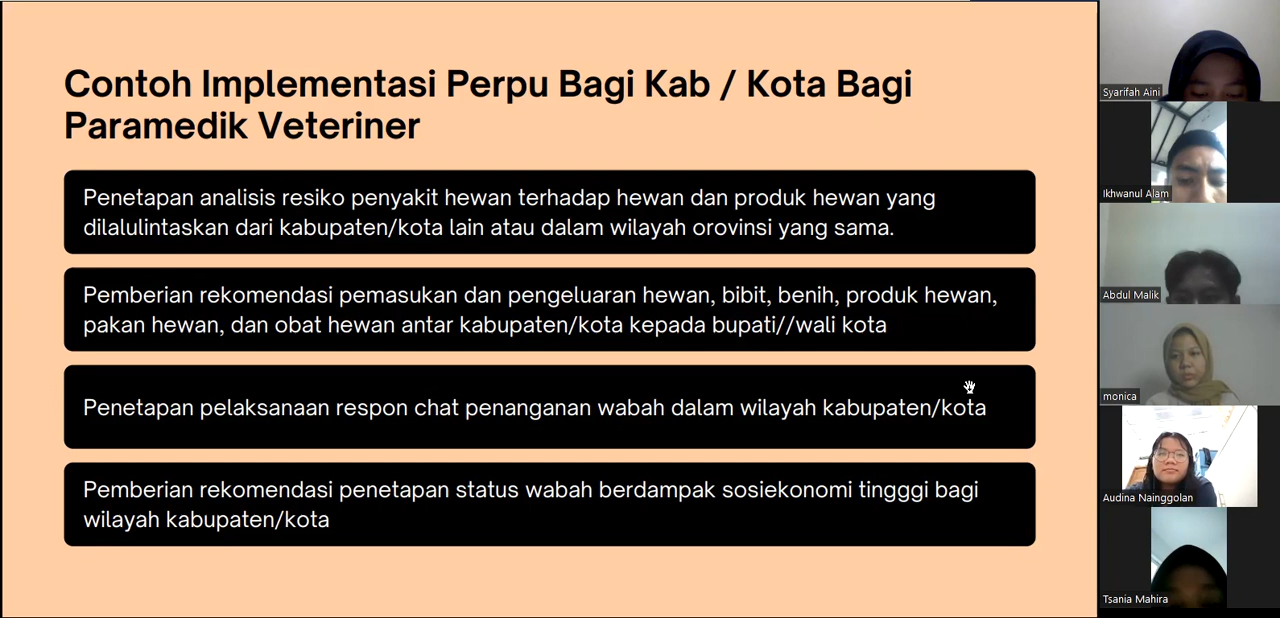 Contoh Implementasi Perpu Bagi Kab / Kota Bagi
Paramedik Veteriner
Penetapan analisis resiko penyakit hewan terhadap hewan dan produk hewan yang
dilalulintaskan dari kabupaten/kota lain atau dalam wilayah orovinsi yang sama.
Pemberian rekomendasi pemasukan dan pengeluaran hewan, bibit, benih, produk hewan,
pakan hewan, dan obat hewan antar kabupaten/kota kepada bupati//wali kota
Penetapan pelaksanaan respon chat penanganan wabah dalam wilayah kabupaten/kota
Pemberian rekomendasi penetapan status wabah berdampak sosiekonomi tingggi bagi
wilayah kabupaten/kota
Syarifah Aini
Ikhwanul Alam
Abdul Malik
monica
Audina Nainggolan
Tsania Mahira